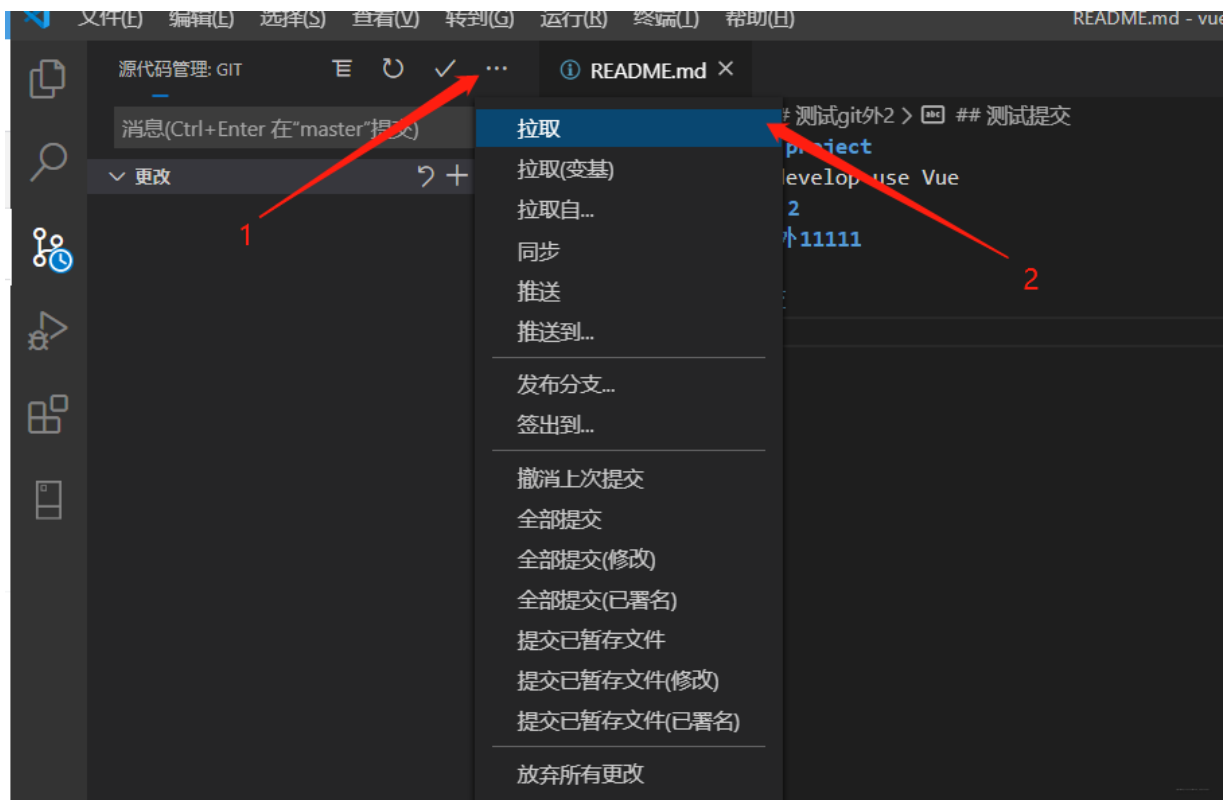 文件(F) 编辑(E) 选择(S) 查看(V) 转到(G) 运行(R) 终端(T) 帮助(H) README.md - vue
源代码管理: GIT
README.md
消息(Ctrl+Enter 在"master"提交)
更改
1
拉取
拉取(变基)
拉取自...
同步
推送
推送到...
发布分支...
签出到...
撤消上次提交
全部提交
全部提交(修改)
全部提交(已署名)
提交已暂存文件
提交已暂存文件(修改)
提交已暂存文件(已署名)
放弃所有更改
# 测试git外2 > ## 测试提交
project
develop use Vue
2
外11111
2